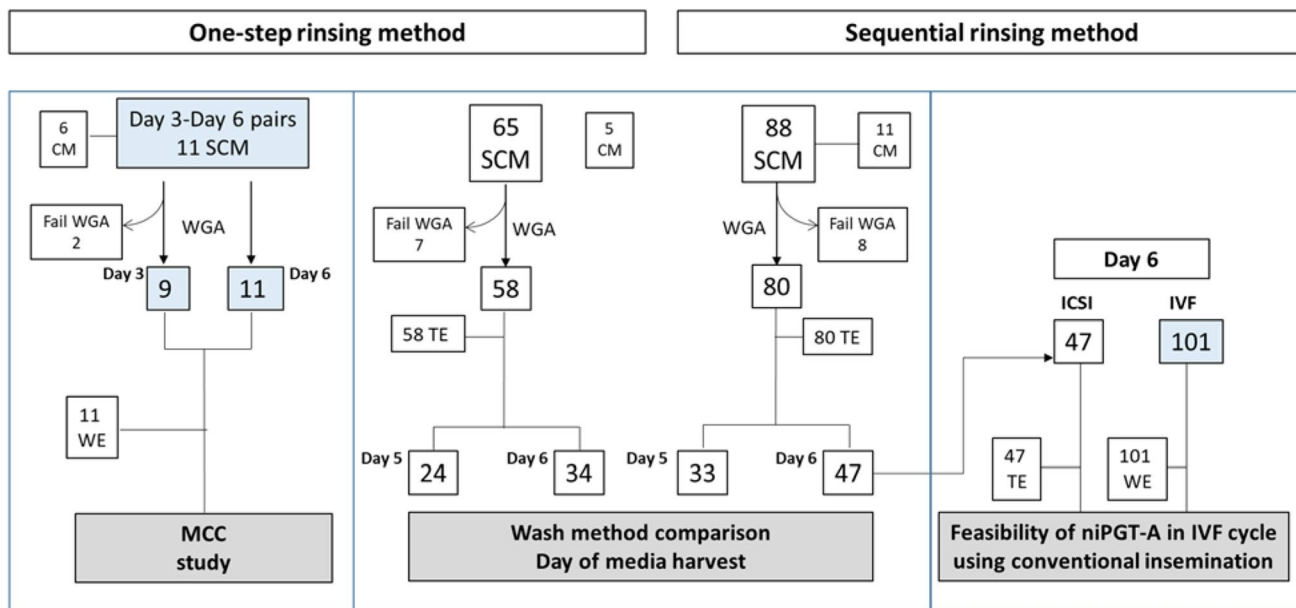 One-step rinsing method
Sequential rinsing method
6
CM
Day 3-Day 6 pairs
11 SCM
Fail WGA
2
WGA
Day 3
9
11
Day 6
11
WE
MCC
study
65
SCM
5
CM
Fail WGA
7
WGA
58
58 TE
Day 5
24
Day 6
34
88
SCM
11
CM
WGA
Fail WGA
8
80
80 TE
Day 5
33
Day 6
47
Wash method comparison
Day of media harvest
Day 6
ICSI
IVF
47
101
47
TE
101
WE
Feasibility of niPGT-A in IVF cycle
using conventional insemination